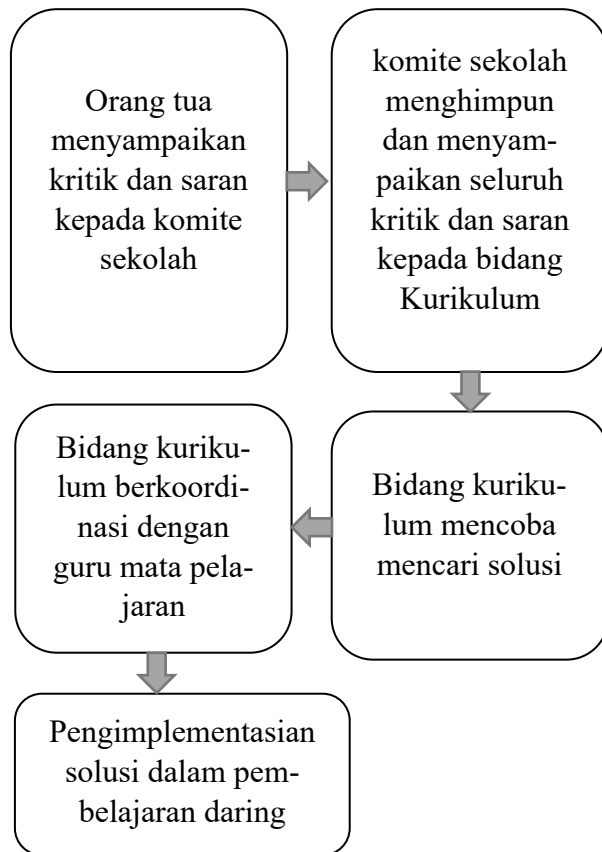 Orang tua
menyampaikan
kritik dan saran
kepada komite
sekolah
komite sekolah
menghimpun
dan menyam-
paikan seluruh
kritik dan saran
kepada bidang
Kurikulum
Bidang kuriku-
lum mencoba
mencari solusi
Bidang kuriku-
lum berkoordi-
nasi dengan
guru mata pela-
jaran
Pengimplementasian
solusi dalam pem-
belajaran daring